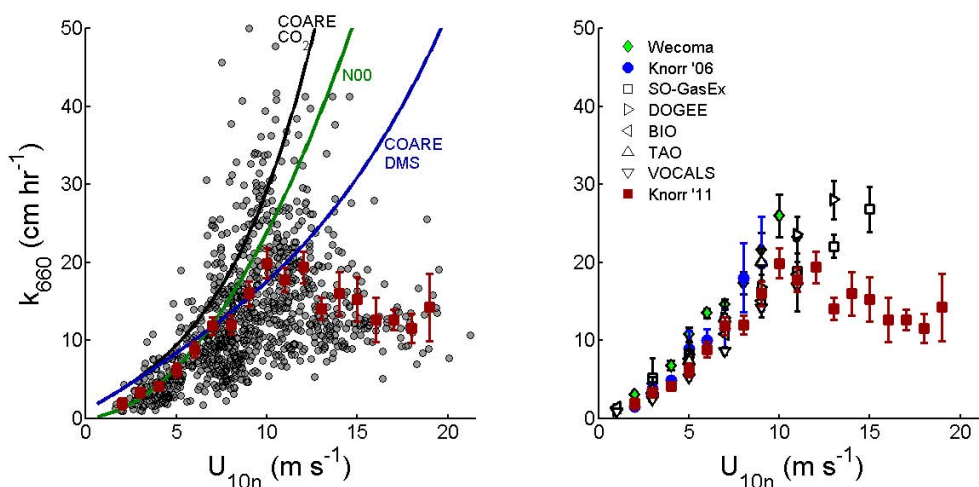 50
40
30
20
10
0
k660 (cm hr-1)
COARE
CO2
N00
COARE
DMS
0
5
10
15
20
U10n (m s-1)
50
40
30
20
10
0
Wecoma
Knorr '06
SO-GasEx
DOGEE
BIO
TAO
VOCALS
Knorr '11
0
5
10
15
20
U10n (m s-1)